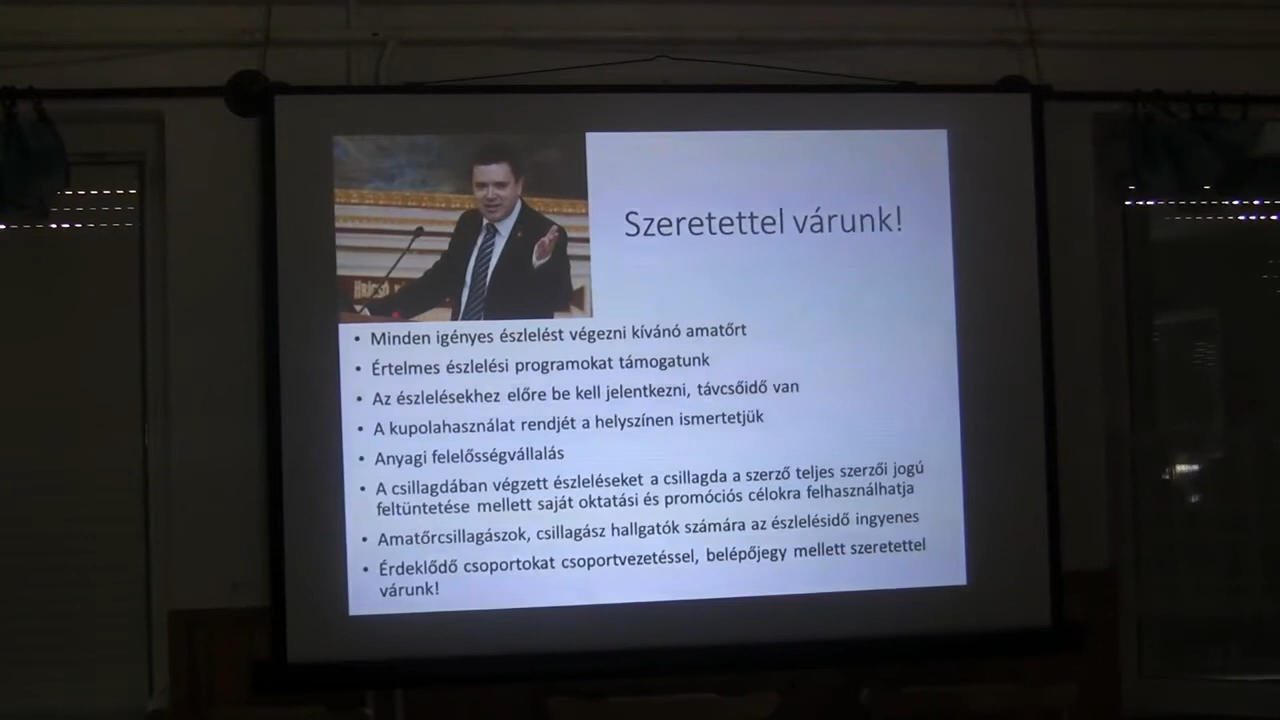 Szeretettel várunk!
• Minden igényes észlelést végezni kívánó amatőrt
• Értelmes észlelési programokat támogatunk
• Az észlelésekhez előre be kell jelentkezni, távcsőidő van
• A kupolahasználat rendjét a helyszínen ismertetjük
• Anyagi felelősségvállalás
• A csillagdában végzett észleléseket a csillagda a szerző teljes szerzői jogú
feltüntetése mellett saját oktatási és promóciós célokra felhasználhatja
• Amatőrcsillagászok, csillagász hallgatók számára az észlelésidő ingyenes
• Érdeklődő csoportokat csoportvezetéssel, belépőjegy mellett szeretettel
várunk!